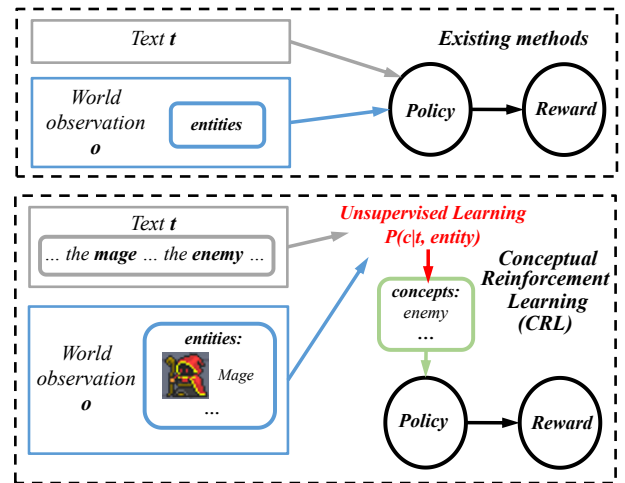 Text t
Existing methods
World
observation
o
entities
Policy
Reward
Text t
... the mage ... the enemy ...
Unsupervised Learning
P(c|t, entity)
Conceptual
Reinforcement
Learning
(CRL)
concepts:
enemy
...
World
observation
o
entities:
Mage
...
Policy
Reward